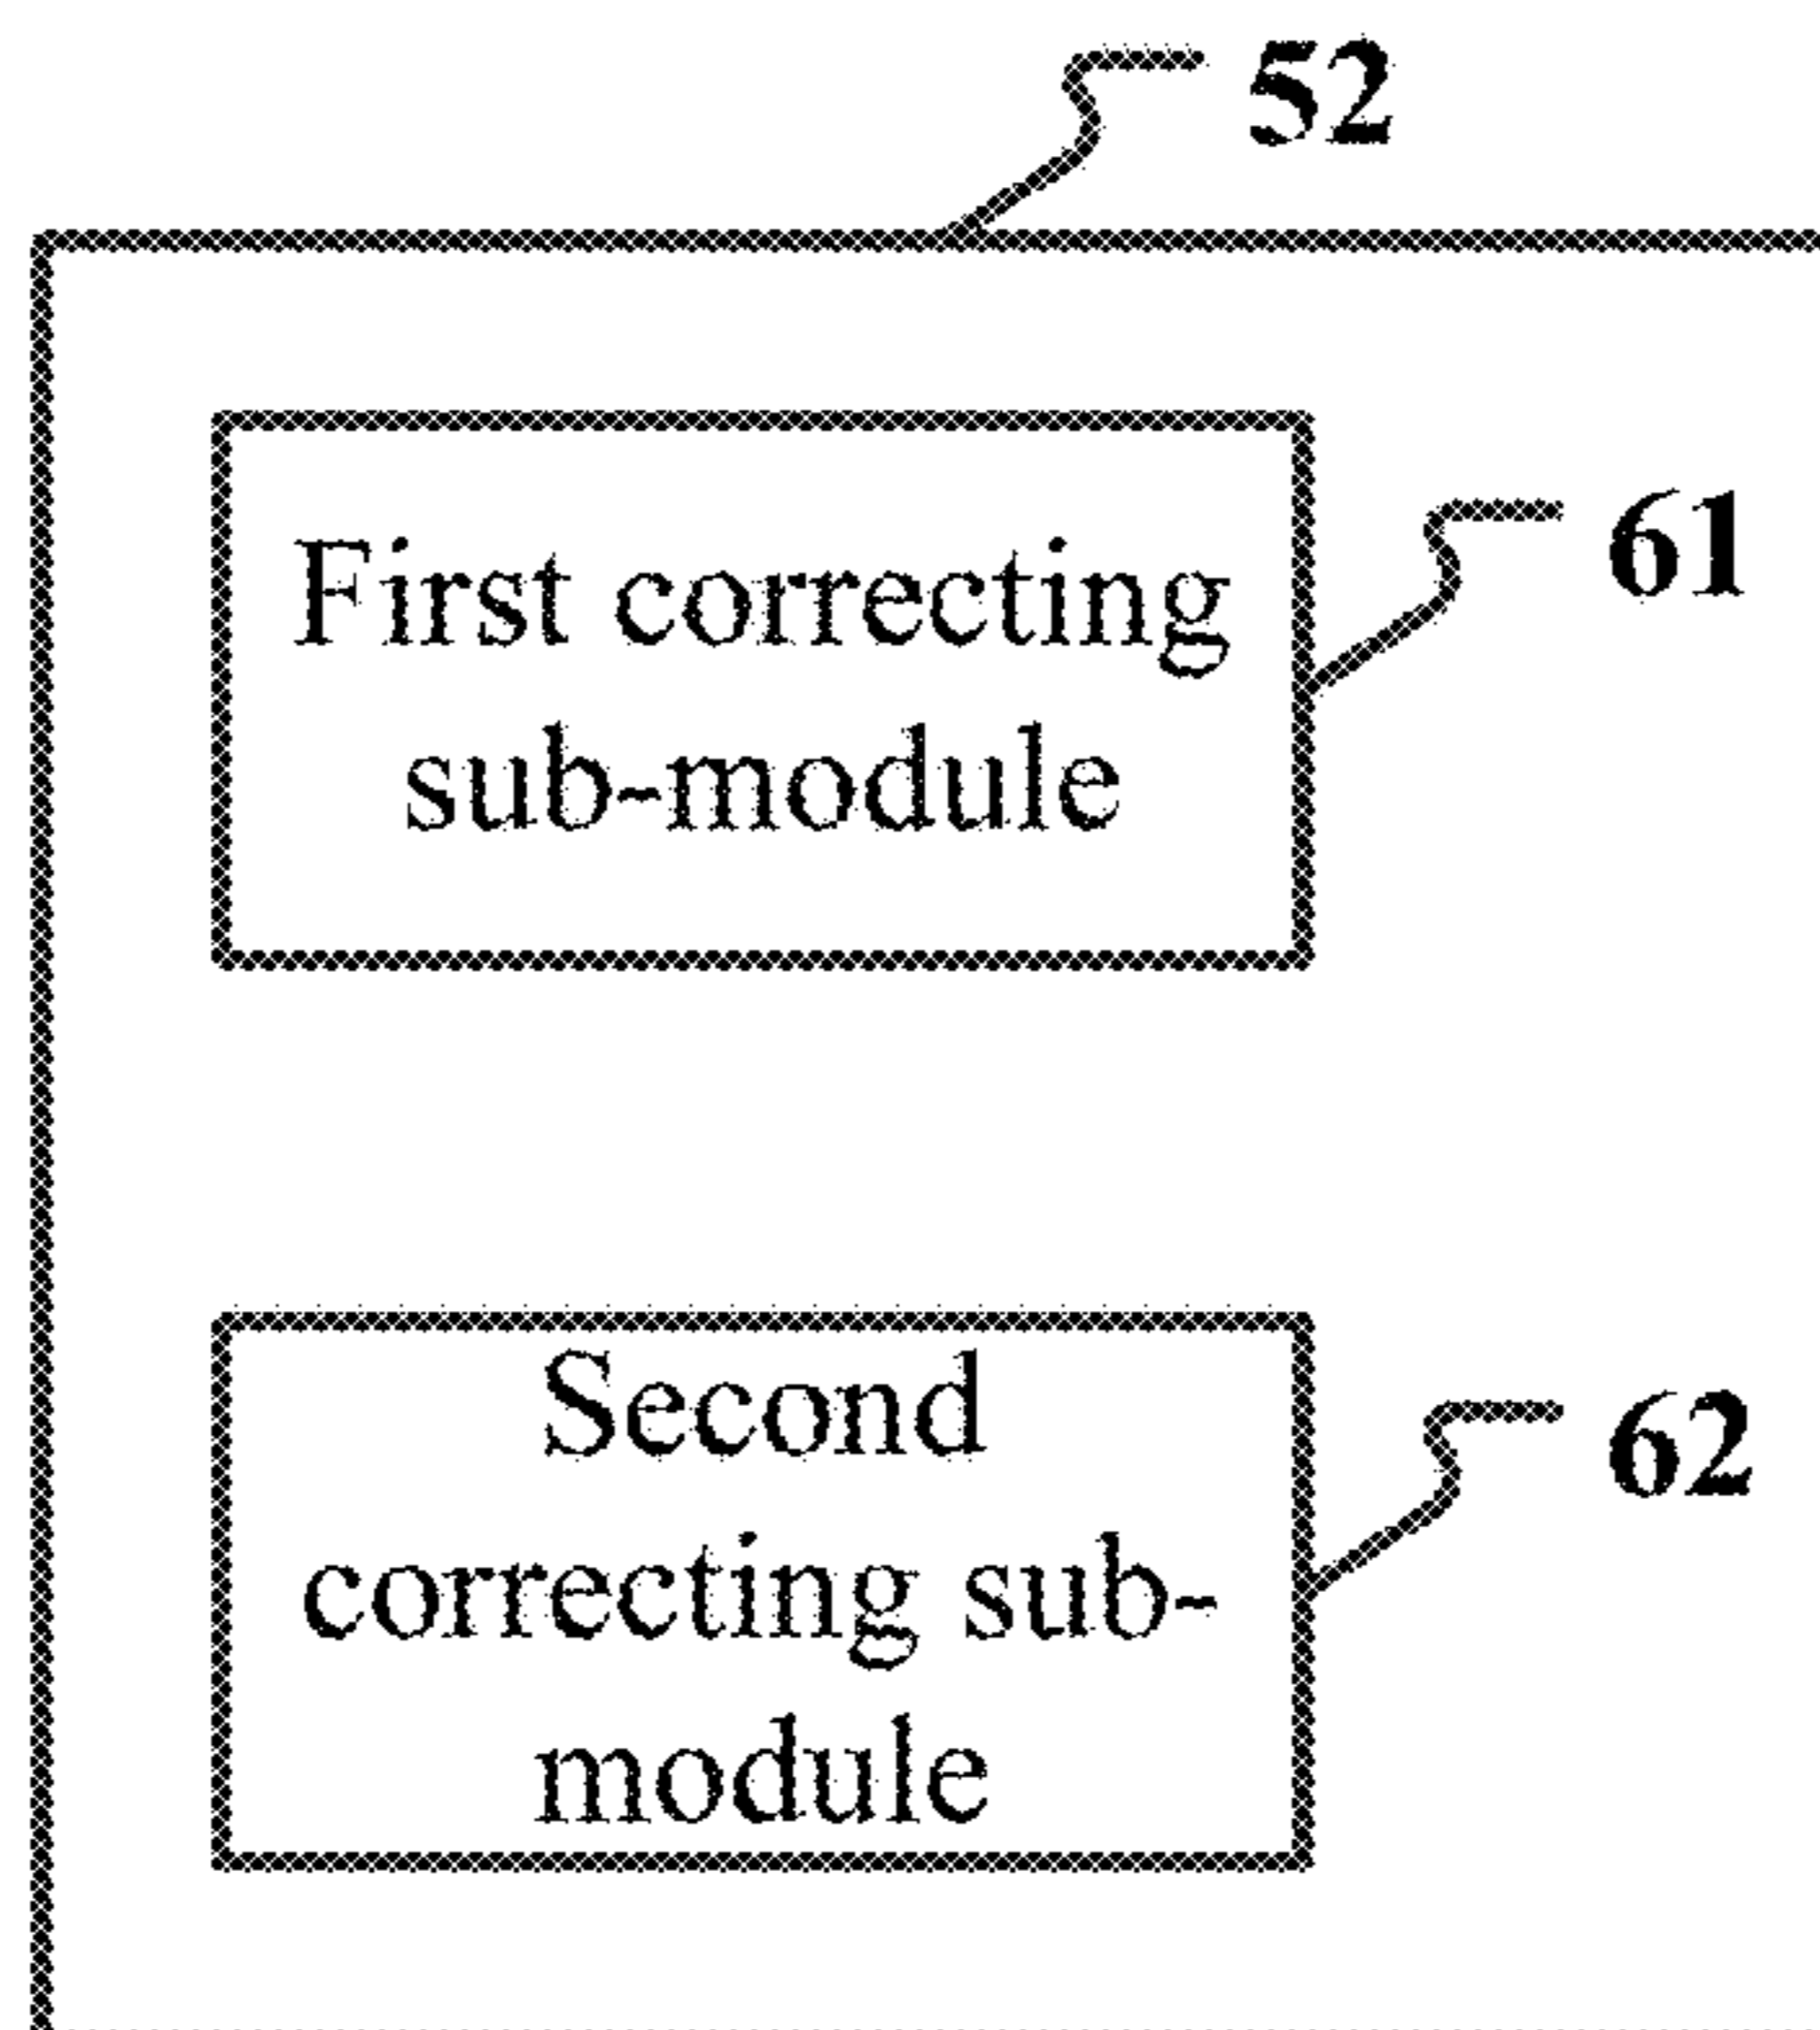 52
First correcting
sub-module
61
Second
correcting sub-
module
62